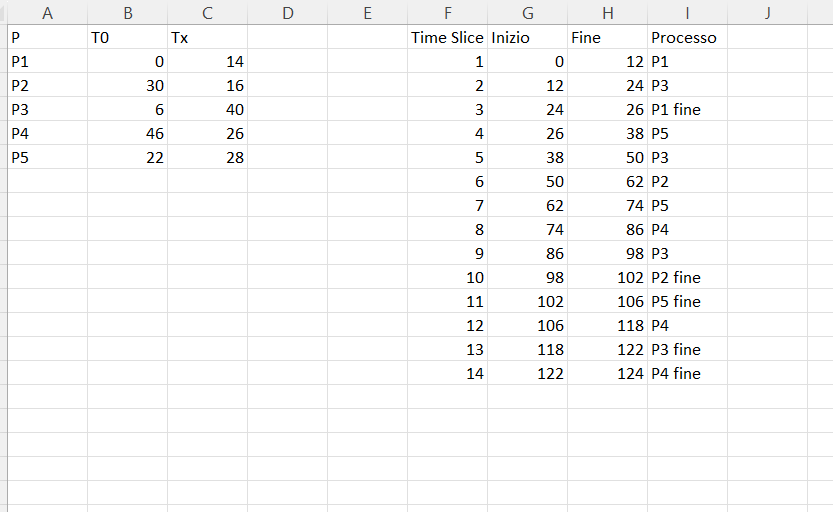 A B C D E F G H I J
P T0 Tx Time Slice Inizio Fine Processo
P1 0 14 1 0 12 P1
P2 30 16 2 12 24 P3
P3 6 40 3 24 26 P1 fine
P4 46 26 4 26 38 P5
P5 22 28 5 38 50 P3
6 50 62 P2
7 62 74 P5
8 74 86 P4
9 86 98 P3
10 98 102 P2 fine
11 102 106 P5 fine
12 106 118 P4
13 118 122 P3 fine
14 122 124 P4 fine